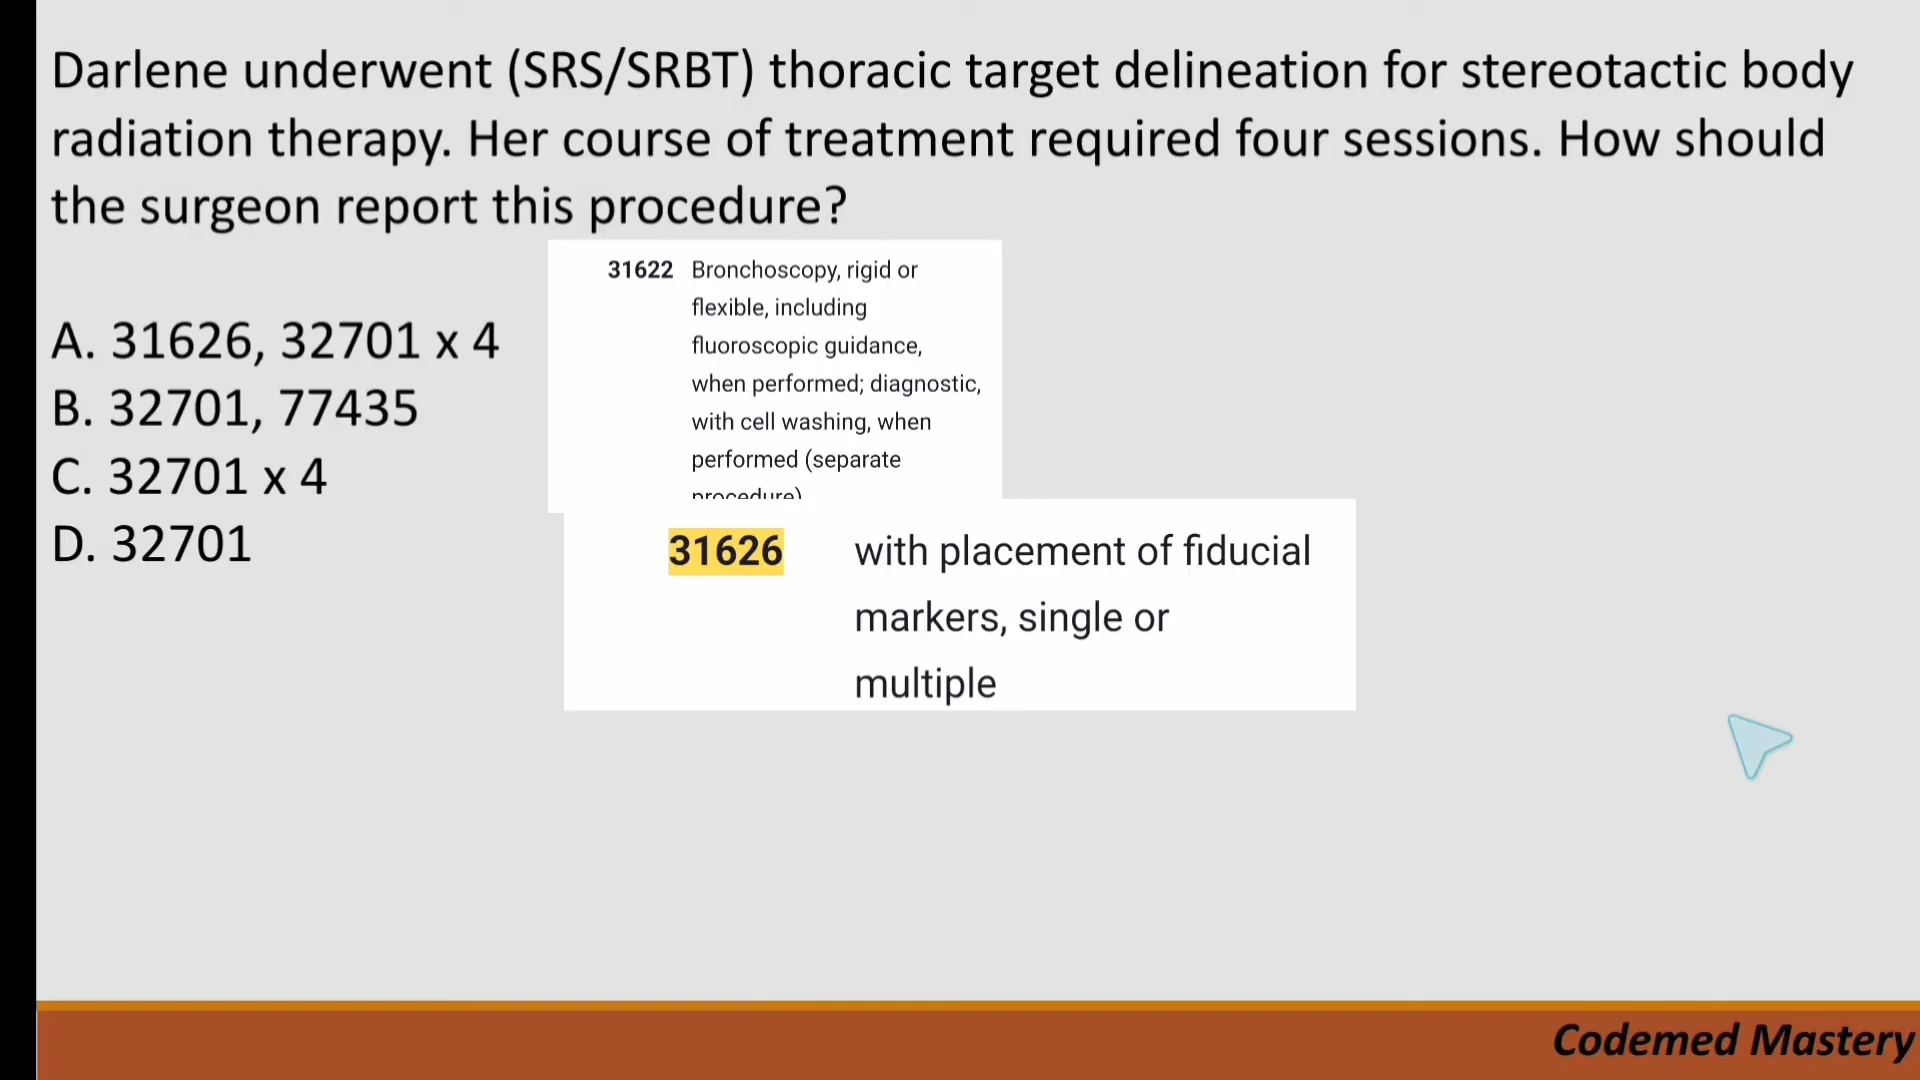 Darlene underwent (SRS/SRBT) thoracic target delineation for stereotactic body
radiation therapy. Her course of treatment required four sessions. How should
the surgeon report this procedure?
A. 31626, 32701 x 4
B. 32701, 77435
C. 32701 x 4
D. 32701
31622 Bronchoscopy, rigid or
flexible, including
fluoroscopic guidance,
when performed; diagnostic,
with cell washing, when
performed (separate
procedure)
31626 with placement of fiducial
markers, single or
multiple
Codemed Mastery